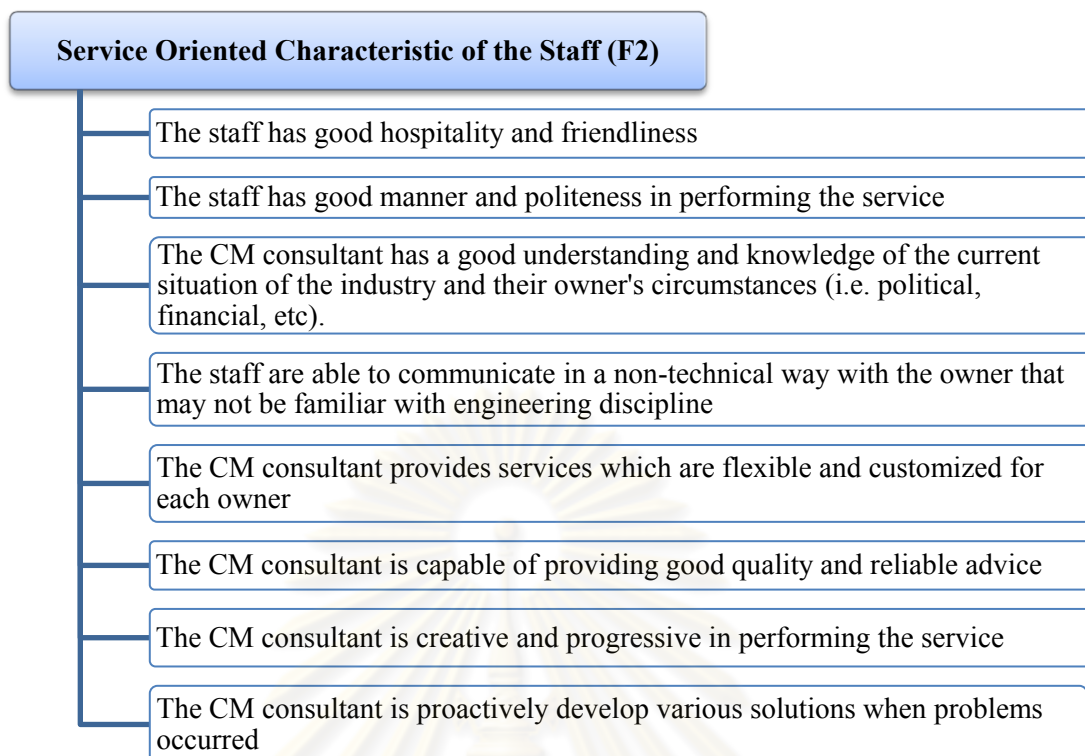 Service Oriented Characteristic of the Staff (F2)
The staff has good hospitality and friendliness
The staff has good manner and politeness in performing the service
The CM consultant has a good understanding and knowledge of the current
situation of the industry and their owner's circumstances (i.e. political,
financial, etc).
The staff are able to communicate in a non-technical way with the owner that
may not be familiar with engineering discipline
The CM consultant provides services which are flexible and customized for
each owner
The CM consultant is capable of providing good quality and reliable advice
The CM consultant is creative and progressive in performing the service
The CM consultant is proactively develop various solutions when problems
occurred